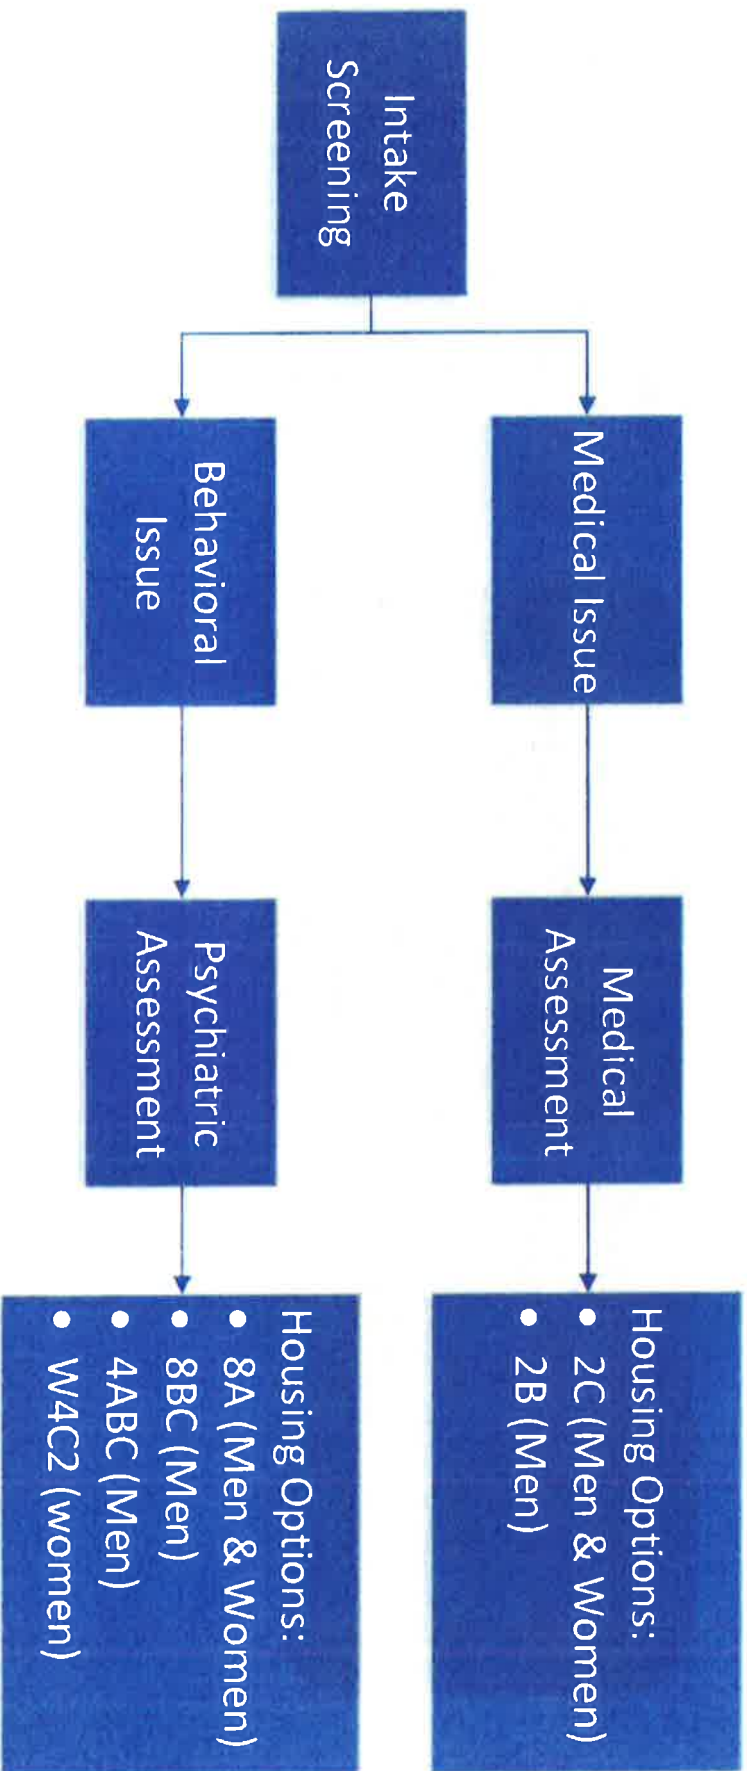 Intake
Screening
Medical Issue
Medical
Assessment
Housing Options:
• 2C (Men & Women)
• 2B (Men)
Behavioral
Issue
Psychiatric
Assessment
Housing Options:
• 8A (Men & Women)
• 8BC (Men)
• 4ABC (Men)
• W4C2 (women)